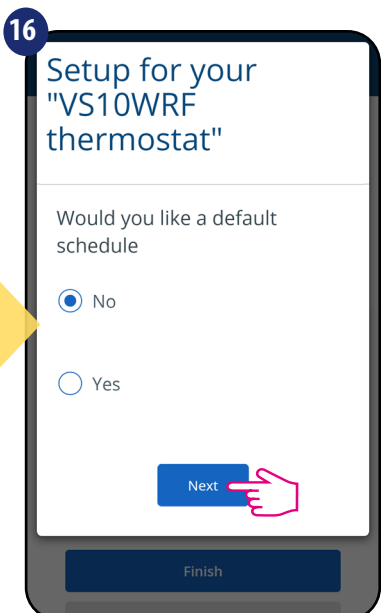 16
Setup for your
"VS10WRF
thermostat"
Would you like a default
schedule
No
Yes
Next
Finish